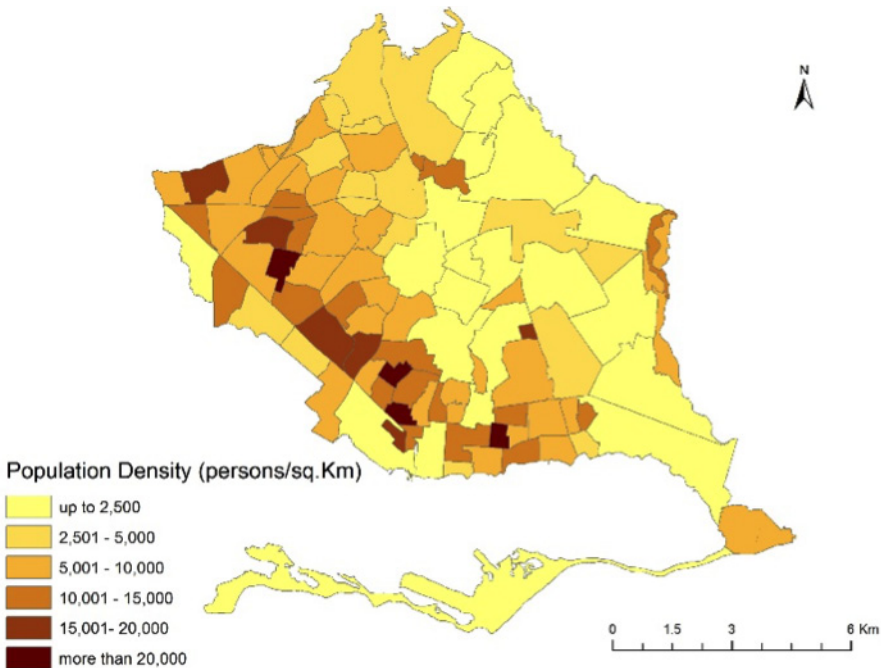 N
Population Density (persons/sq.Km)
up to 2,500
2,501 - 5,000
5,001 - 10,000
10,001 - 15,000
15,001- 20,000
more than 20,000
0 1.5 3 6 Km